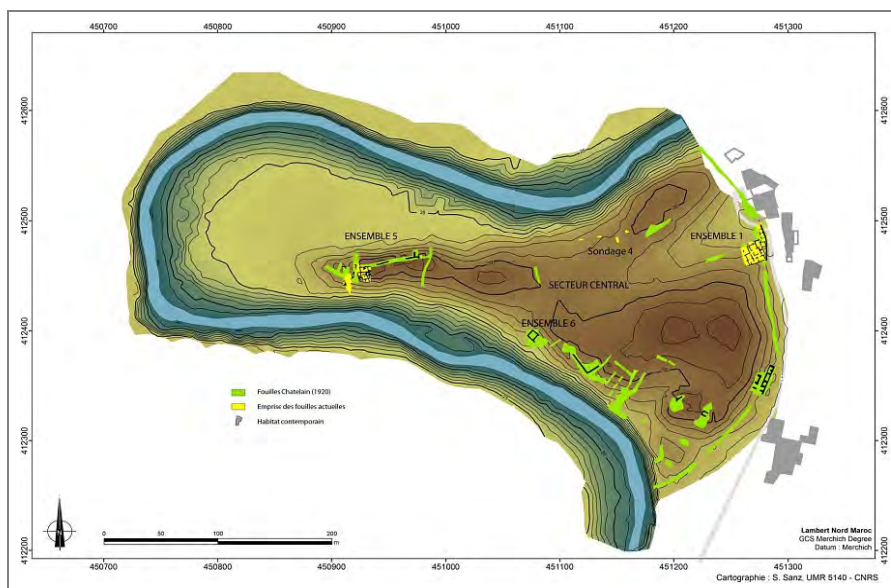 450700 450800 450900 451000 451100 451200 451300
412600 412600
412500 412500
ENSEMBLE 5
ENSEMBLE 1
Sondage 4
SECTEUR CENTRAL
412400 412400
ENSEMBLE 6
Fouilles Chatelain (1920)
Emprise des fouilles actuelles
Habitat contemporain
412300 412300
0 100 200
m
Lambert Nord Maroc
GCS Merchich Degree
Datum : Merchich
412200 412200
450700 450800 450900 451000 451100 451200 451300
Cartographie : S. Sanz, UMR 5140 - CNRS